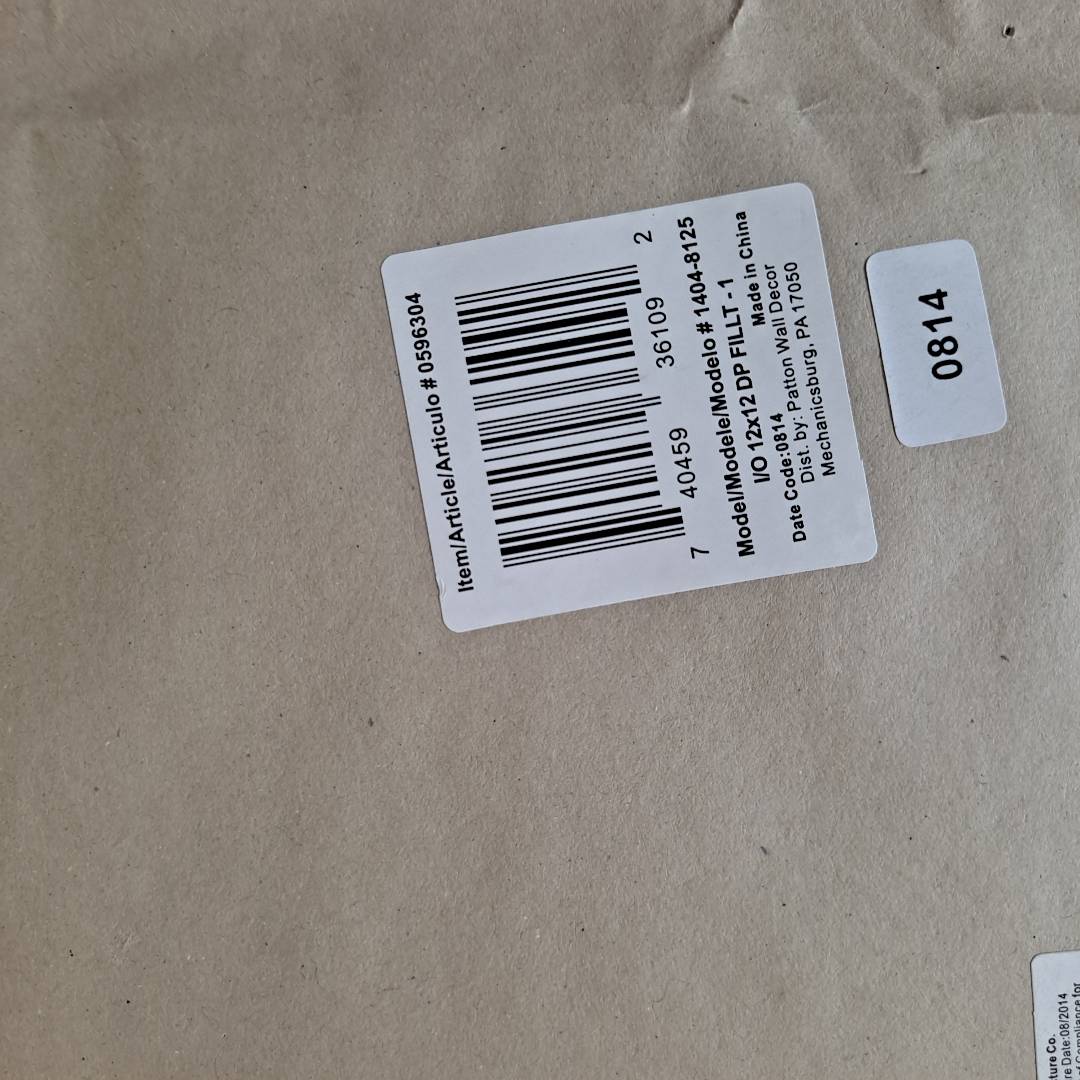 Item/Article/Articulo # 0596304
7 40459 36109 2
Model/Modele/Modelo # 1404-8125
I/O 12x12 DP FILLT - 1
Made in China
Date Code:0814
Dist. by: Patton Wall Decor
Mechanicsburg, PA 17050
0814
ture Co.
re Date:08/2014
Compliance for